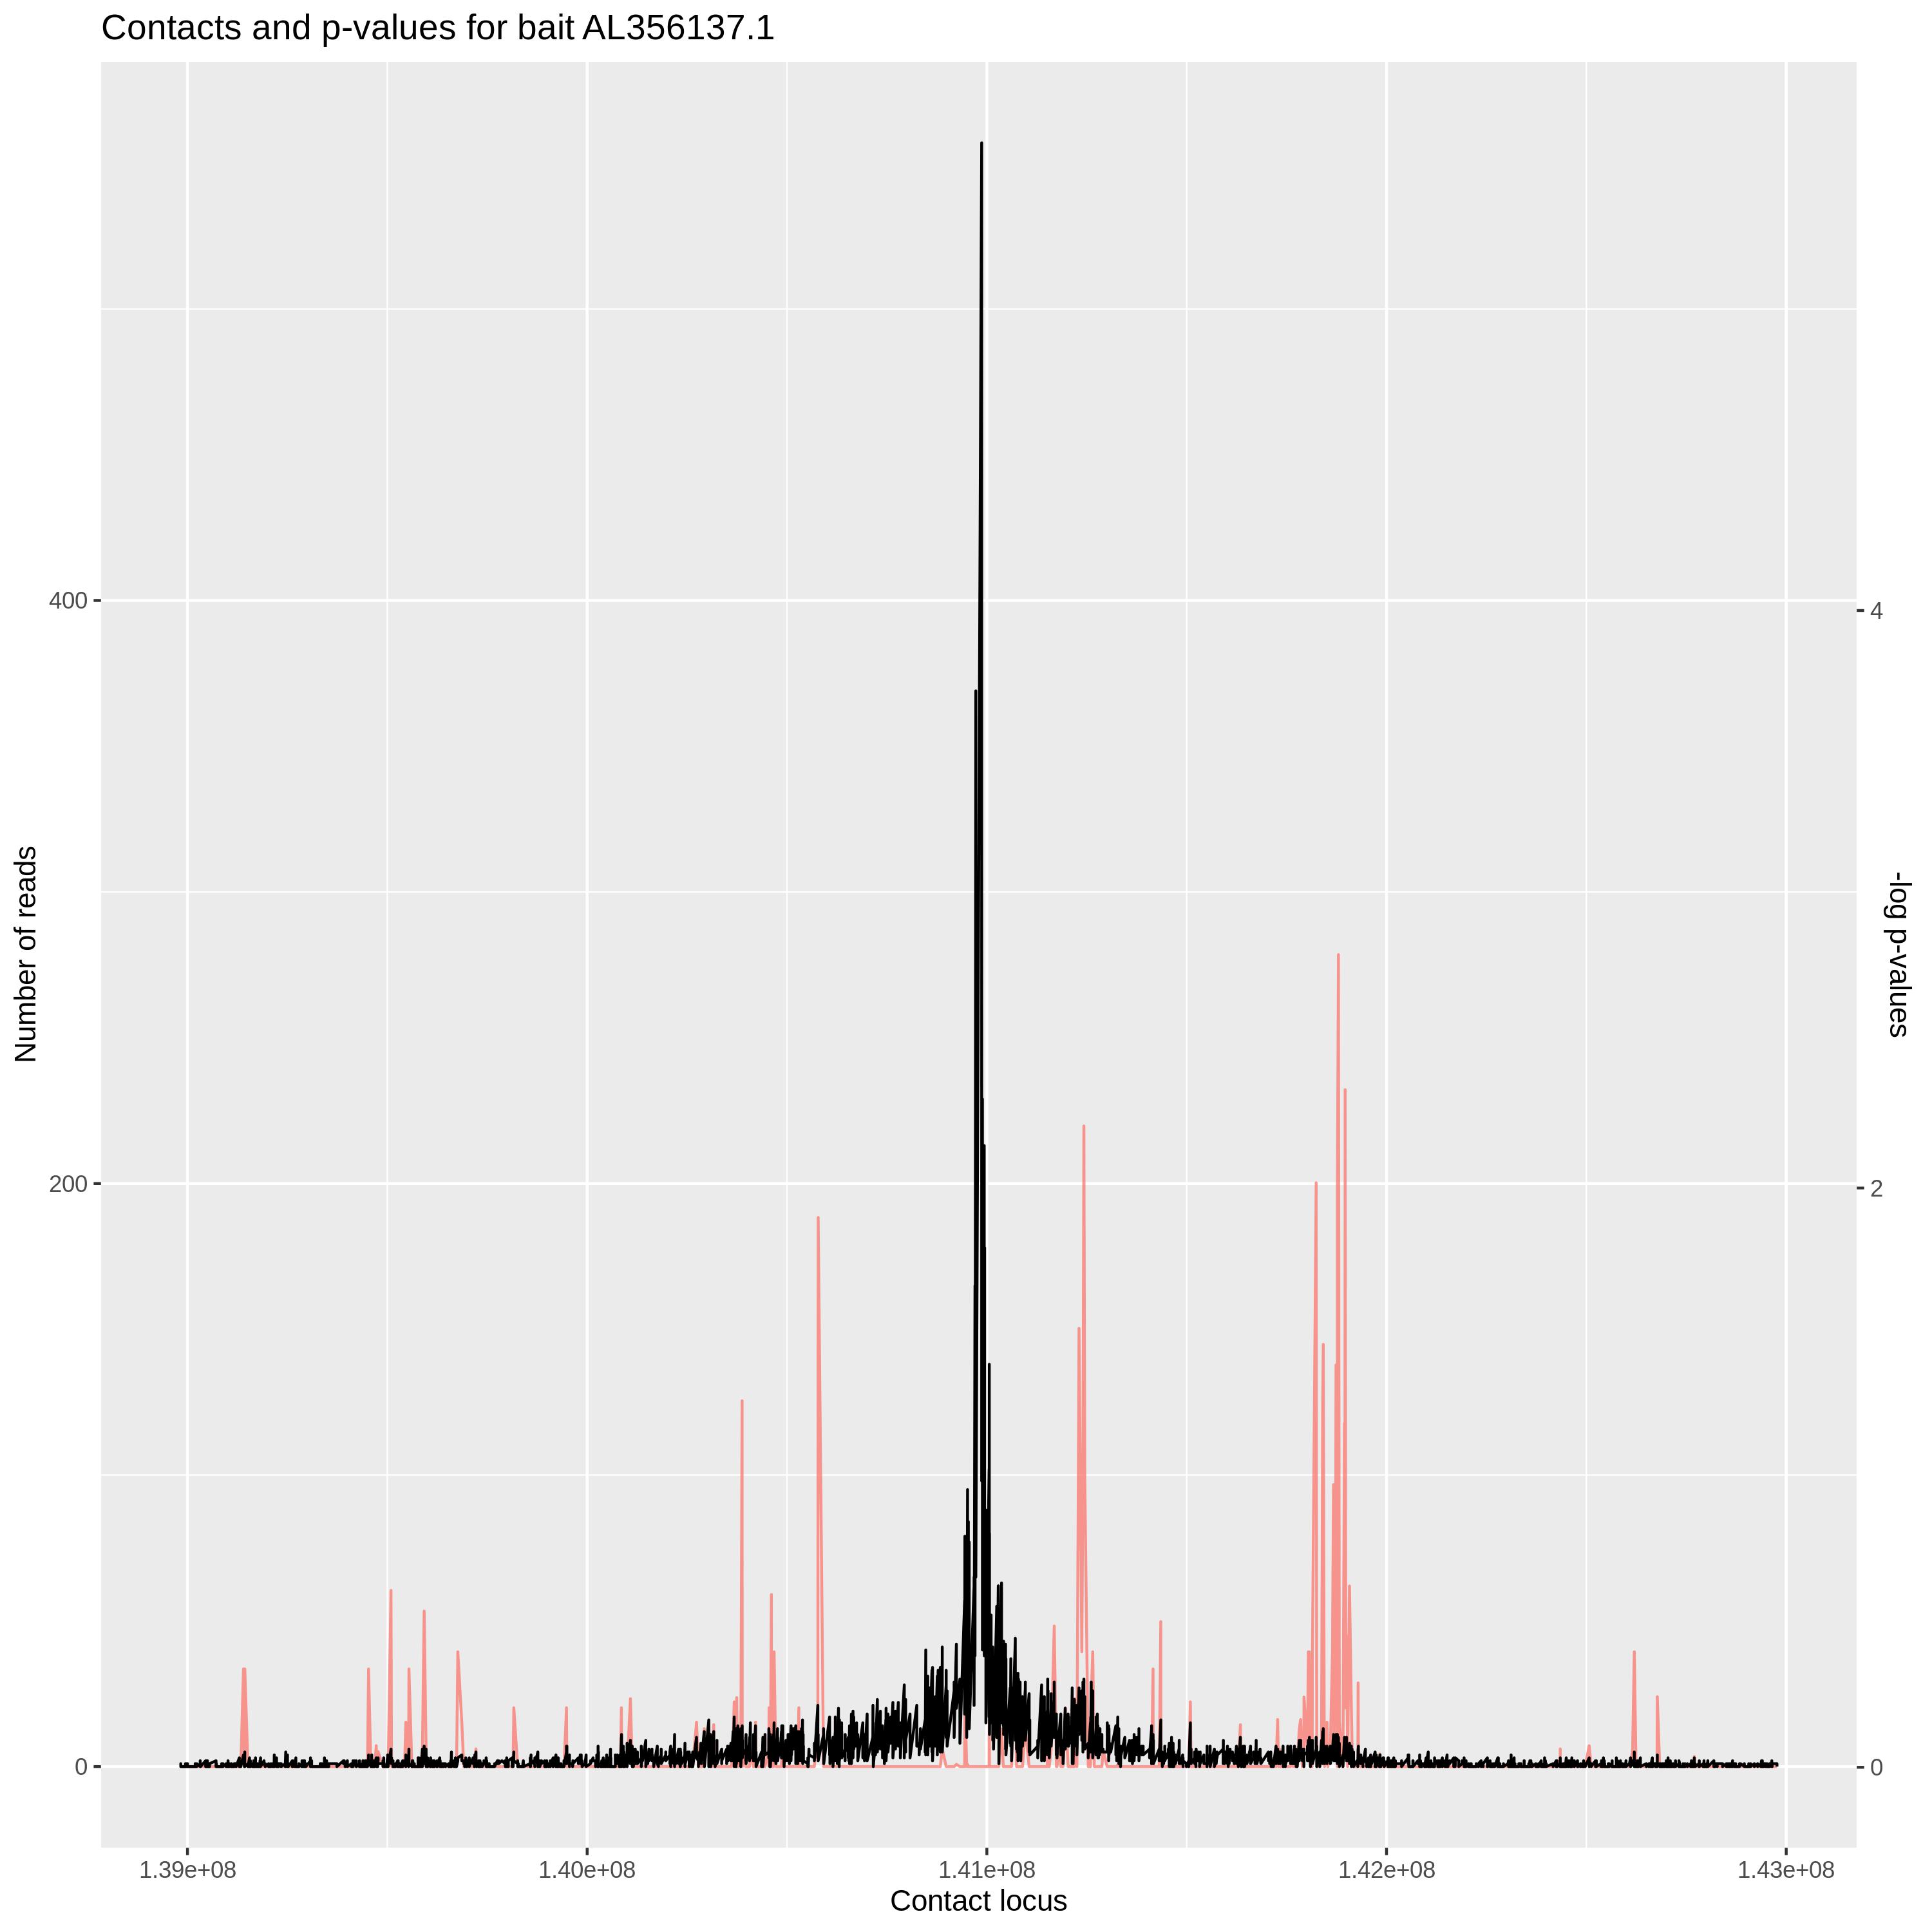 Contacts and p-values for bait AL356137.1
400
200
0
Number of reads
4
2
0
-log p-values
1.39e+08
1.40e+08
1.41e+08
1.42e+08
1.43e+08
Contact locus